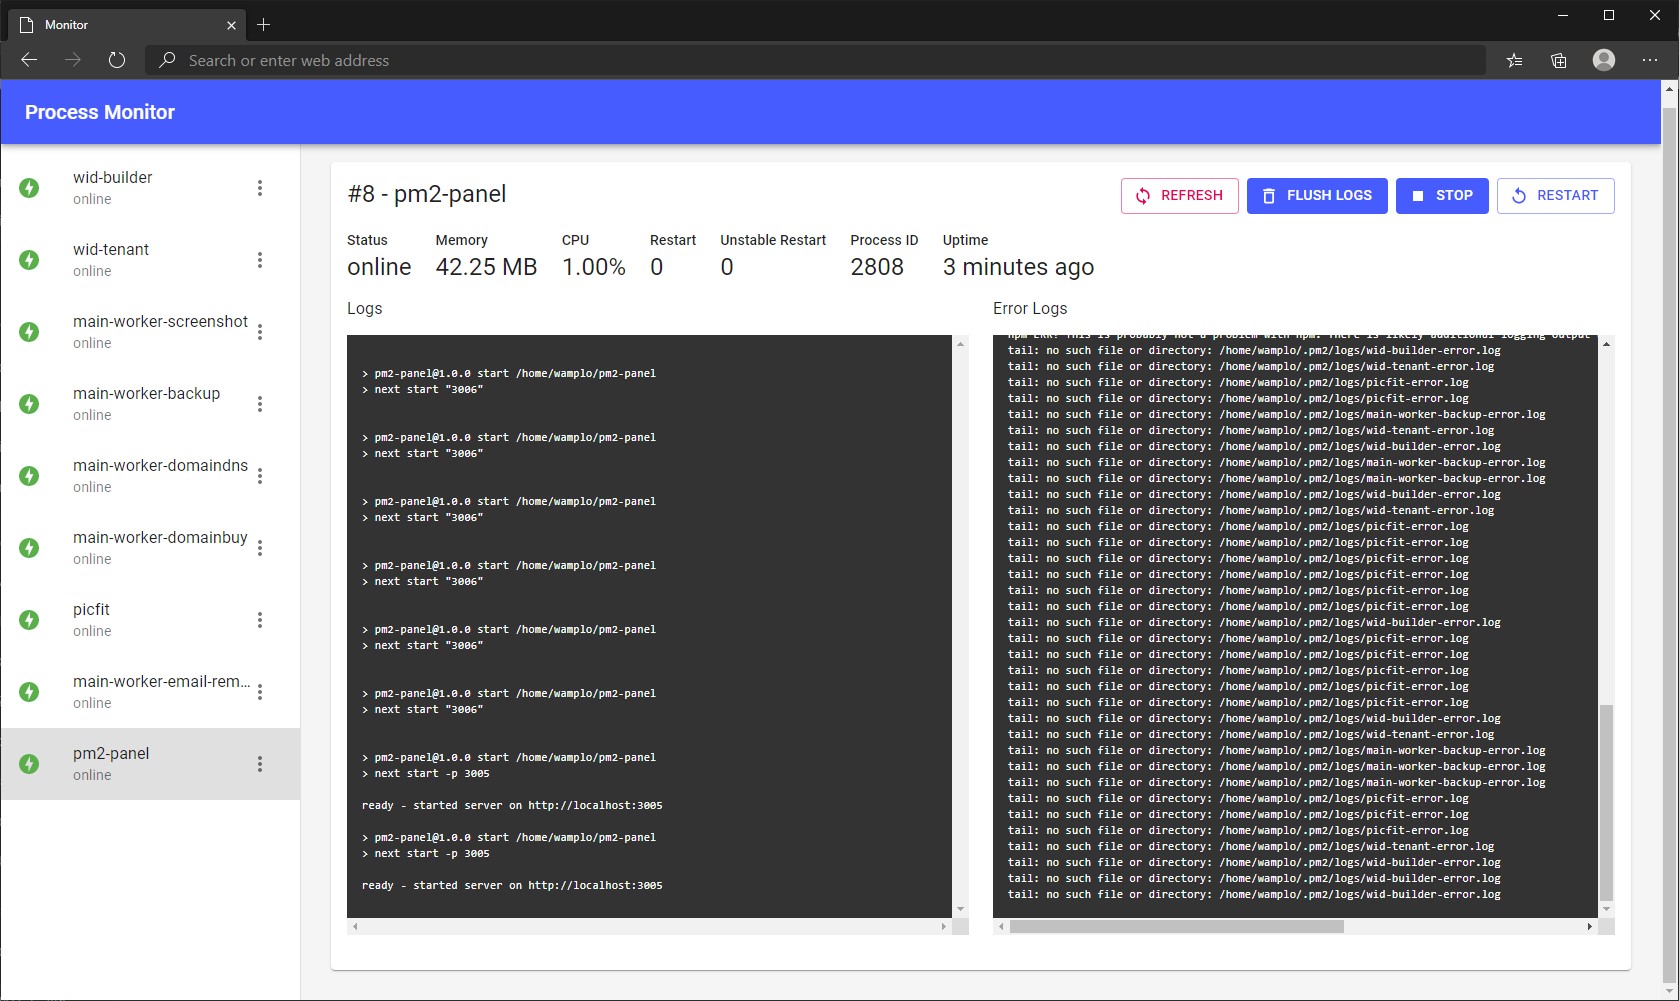 Monitor
Search or enter web address
Process Monitor
wid-builder
online
wid-tenant
online
main-worker-screenshot
online
main-worker-backup
online
main-worker-domaindns
online
main-worker-domainbuy
online
picfit
online
main-worker-email-rem...
online
pm2-panel
online
#8 - pm2-panel
REFRESH
FLUSH LOGS
STOP
RESTART
Status Memory CPU Restart Unstable Restart Process ID Uptime
online 42.25 MB 1.00% 0 0 2808 3 minutes ago
Logs
> pm2-panel@1.0.0 start /home/wamplo/pm2-panel
> next start "3006"
> pm2-panel@1.0.0 start /home/wamplo/pm2-panel
> next start "3006"
> pm2-panel@1.0.0 start /home/wamplo/pm2-panel
> next start "3006"
> pm2-panel@1.0.0 start /home/wamplo/pm2-panel
> next start "3006"
> pm2-panel@1.0.0 start /home/wamplo/pm2-panel
> next start "3006"
> pm2-panel@1.0.0 start /home/wamplo/pm2-panel
> next start "3006"
> pm2-panel@1.0.0 start /home/wamplo/pm2-panel
> next start -p 3005
ready - started server on http://localhost:3005
> pm2-panel@1.0.0 start /home/wamplo/pm2-panel
> next start -p 3005
ready - started server on http://localhost:3005
Error Logs
npm ERR! This is probably not a problem with npm. There is likely additional logging output
tail: no such file or directory: /home/wamplo/.pm2/logs/wid-builder-error.log
tail: no such file or directory: /home/wamplo/.pm2/logs/wid-tenant-error.log
tail: no such file or directory: /home/wamplo/.pm2/logs/picfit-error.log
tail: no such file or directory: /home/wamplo/.pm2/logs/picfit-error.log
tail: no such file or directory: /home/wamplo/.pm2/logs/main-worker-backup-error.log
tail: no such file or directory: /home/wamplo/.pm2/logs/wid-tenant-error.log
tail: no such file or directory: /home/wamplo/.pm2/logs/wid-builder-error.log
tail: no such file or directory: /home/wamplo/.pm2/logs/main-worker-backup-error.log
tail: no such file or directory: /home/wamplo/.pm2/logs/main-worker-backup-error.log
tail: no such file or directory: /home/wamplo/.pm2/logs/wid-builder-error.log
tail: no such file or directory: /home/wamplo/.pm2/logs/wid-tenant-error.log
tail: no such file or directory: /home/wamplo/.pm2/logs/picfit-error.log
tail: no such file or directory: /home/wamplo/.pm2/logs/picfit-error.log
tail: no such file or directory: /home/wamplo/.pm2/logs/picfit-error.log
tail: no such file or directory: /home/wamplo/.pm2/logs/picfit-error.log
tail: no such file or directory: /home/wamplo/.pm2/logs/picfit-error.log
tail: no such file or directory: /home/wamplo/.pm2/logs/picfit-error.log
tail: no such file or directory: /home/wamplo/.pm2/logs/wid-builder-error.log
tail: no such file or directory: /home/wamplo/.pm2/logs/picfit-error.log
tail: no such file or directory: /home/wamplo/.pm2/logs/picfit-error.log
tail: no such file or directory: /home/wamplo/.pm2/logs/picfit-error.log
tail: no such file or directory: /home/wamplo/.pm2/logs/picfit-error.log
tail: no such file or directory: /home/wamplo/.pm2/logs/picfit-error.log
tail: no such file or directory: /home/wamplo/.pm2/logs/wid-builder-error.log
tail: no such file or directory: /home/wamplo/.pm2/logs/wid-tenant-error.log
tail: no such file or directory: /home/wamplo/.pm2/logs/main-worker-backup-error.log
tail: no such file or directory: /home/wamplo/.pm2/logs/main-worker-backup-error.log
tail: no such file or directory: /home/wamplo/.pm2/logs/main-worker-backup-error.log
tail: no such file or directory: /home/wamplo/.pm2/logs/picfit-error.log
tail: no such file or directory: /home/wamplo/.pm2/logs/picfit-error.log
tail: no such file or directory: /home/wamplo/.pm2/logs/picfit-error.log
tail: no such file or directory: /home/wamplo/.pm2/logs/wid-tenant-error.log
tail: no such file or directory: /home/wamplo/.pm2/logs/wid-builder-error.log
tail: no such file or directory: /home/wamplo/.pm2/logs/wid-builder-error.log
tail: no such file or directory: /home/wamplo/.pm2/logs/wid-builder-error.log